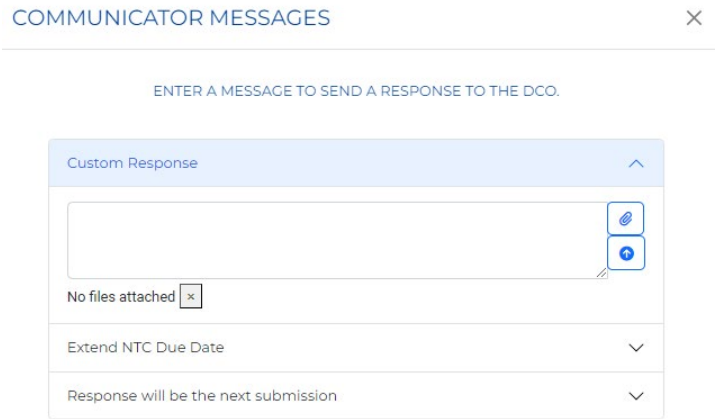 COMMUNICATOR MESSAGES
ENTER A MESSAGE TO SEND A RESPONSE TO THE DCO.
Custom Response
No files attached ×
Extend NTC Due Date
Response will be the next submission